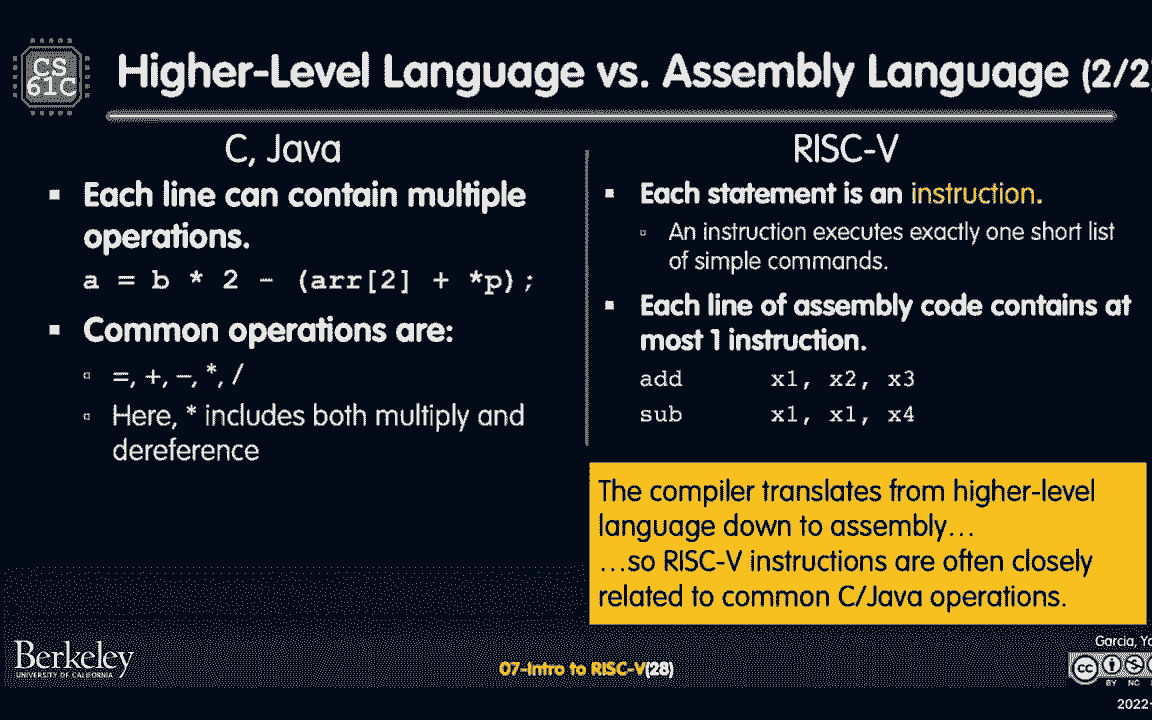 CS
61C
Higher-Level Language vs. Assembly Language (2/2
C, Java
▪ Each line can contain multiple
operations.
a = b * 2 - (arr[2] + *p);
▪ Common operations are:
▫ =, +, -, *, /
▫ Here, * includes both multiply and
dereference
RISC-V
▪ Each statement is an instruction.
▫ An instruction executes exactly one short list
of simple commands.
▪ Each line of assembly code contains at
most 1 instruction.
add x1, x2, x3
sub x1, x1, x4
The compiler translates from higher-level
language down to assembly…
…so RISC-V instructions are often closely
related to common C/Java operations.
Berkeley
UNIVERSITY OF CALIFORNIA
07-Intro to RISC-V(28)
Garcia, Yo
cc
BY NC
2022-